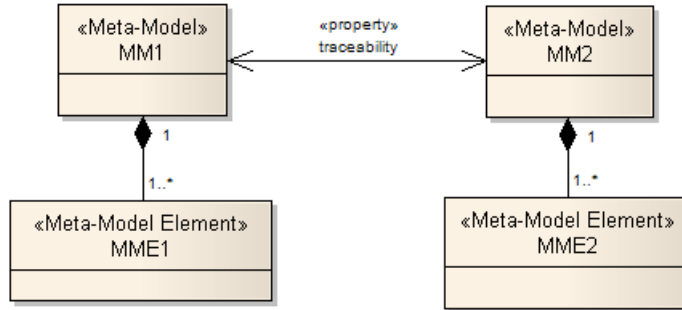 «Meta-Model»
MM1
«property»
traceability
«Meta-Model»
MM2
1
1..*
1
1..*
«Meta-Model Element»
MME1
«Meta-Model Element»
MME2